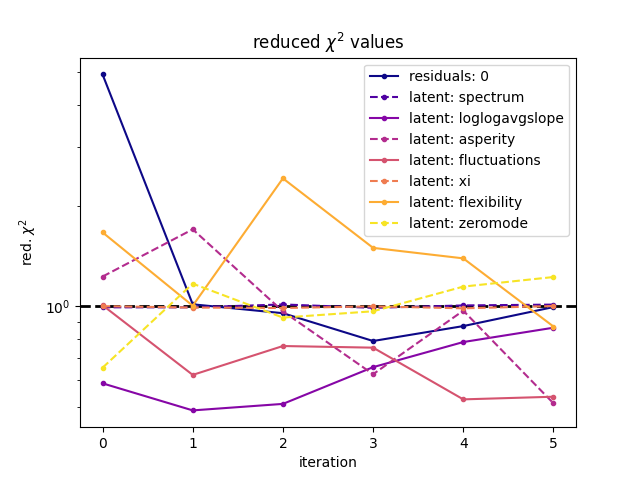 reduced χ² values
residuals: 0
latent: spectrum
latent: loglogavgslope
latent: asperity
latent: fluctuations
latent: xi
latent: flexibility
latent: zeromode
red. χ²
10⁰
0 1 2 3 4 5
iteration